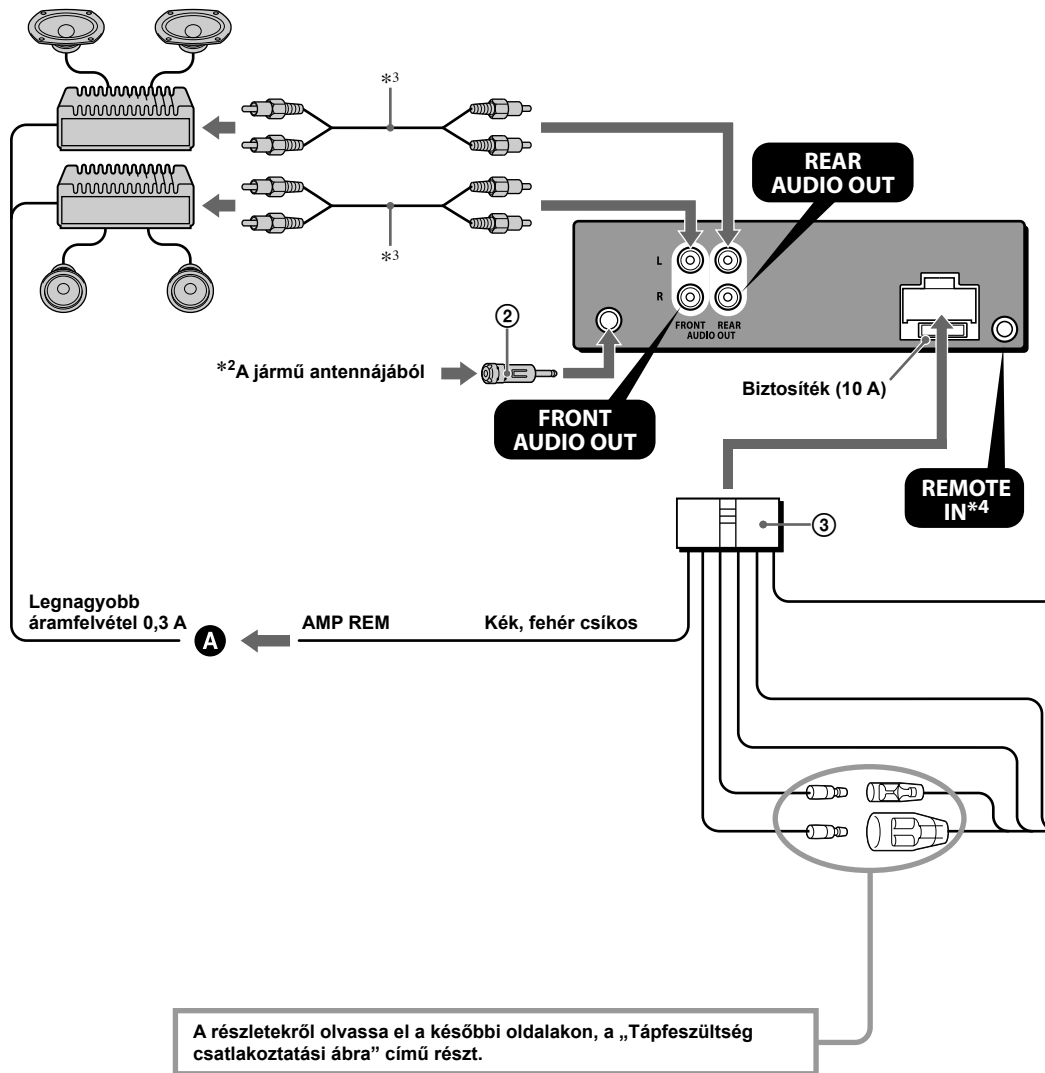 *3
REAR
AUDIO OUT
*3
L
R
FRONT REAR
AUDIO OUT
②
*2A jármű antennájából
Biztosíték (10 A)
FRONT
AUDIO OUT
REMOTE
IN*4
③
Legnagyobb
áramfelvétel 0,3 A
A
AMP REM
Kék, fehér csíkos
A részletekről olvassa el a későbbi oldalakon, a „Tápfeszültség
csatlakoztatási ábra” című részt.